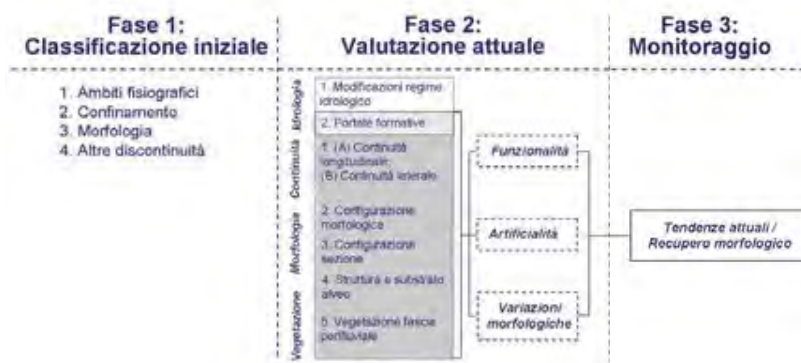 Fase 1:
Classificazione iniziale
1. Ambiti fisiografici
2. Confinamento
3. Morfologia
4. Altre discontinuità
Fase 2:
Valutazione attuale
Idrologia
1. Modificazioni regime
idrologico
2. Portate formative
Continuità
1. (A) Continuità
longitudinale;
(B) Continuità laterale
Morfologia
2. Configurazione
morfologica
3. Configurazione
sezione
4. Struttura e substrato
alveo
Vegetazione
5. Vegetazione fascia
perifluviale
Funzionalità
Artificialità
Variazioni
morfologiche
Fase 3:
Monitoraggio
Tendenze attuali /
Recupero morfologico